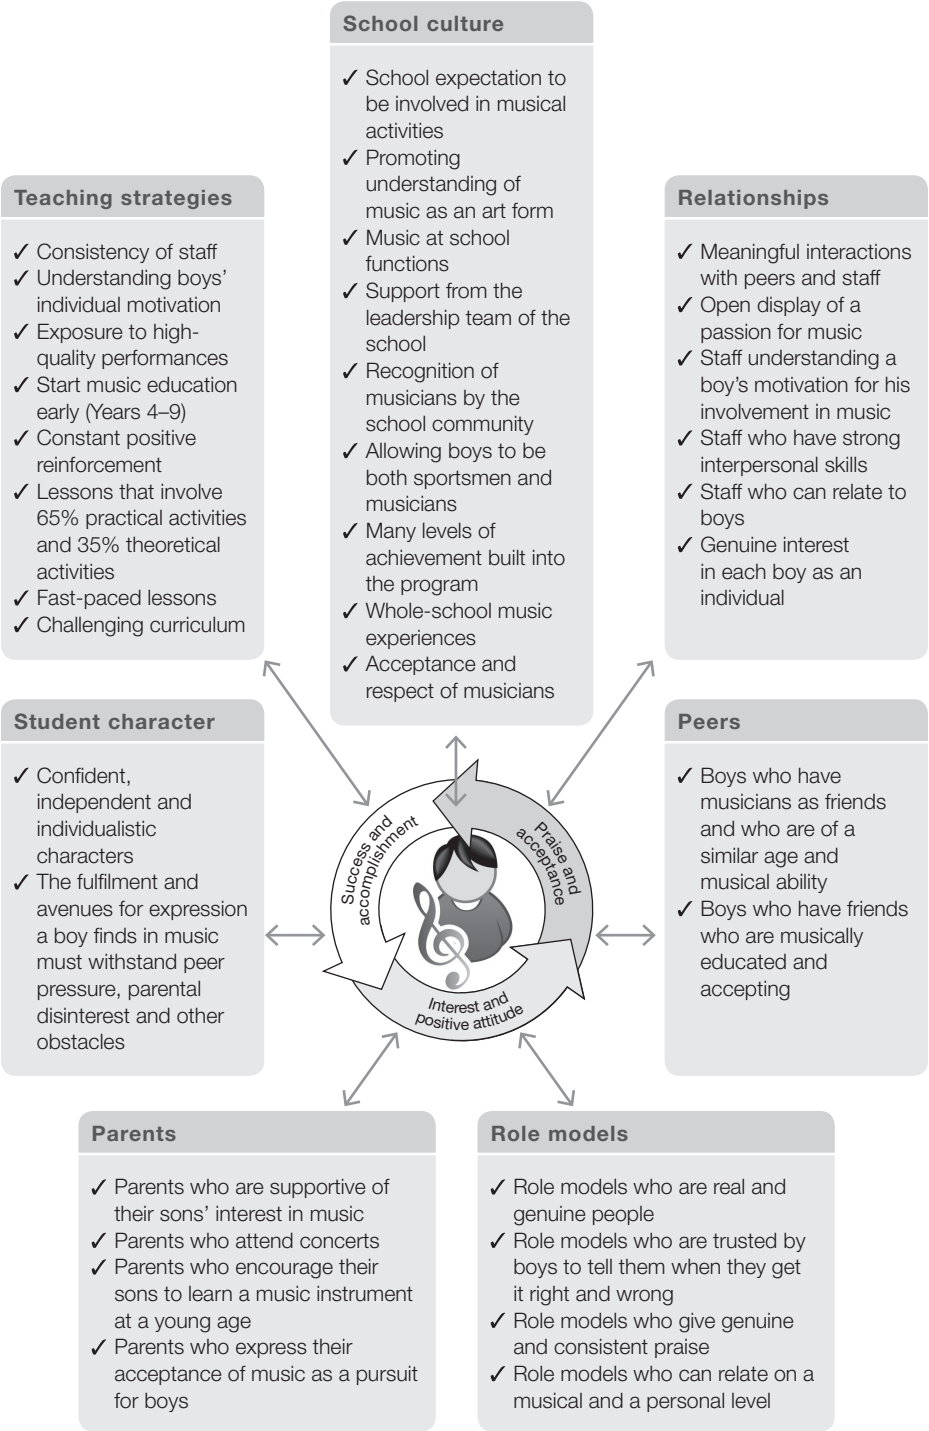 School culture
✓ School expectation to
be involved in musical
activities
✓ Promoting
understanding of
music as an art form
✓ Music at school
functions
✓ Support from the
leadership team of the
school
✓ Recognition of
musicians by the
school community
✓ Allowing boys to be
both sportsmen and
musicians
✓ Many levels of
achievement built into
the program
✓ Whole-school music
experiences
✓ Acceptance and
respect of musicians
Teaching strategies
✓ Consistency of staff
✓ Understanding boys’
individual motivation
✓ Exposure to high-
quality performances
✓ Start music education
early (Years 4–9)
✓ Constant positive
reinforcement
✓ Lessons that involve
65% practical activities
and 35% theoretical
activities
✓ Fast-paced lessons
✓ Challenging curriculum
Relationships
✓ Meaningful interactions
with peers and staff
✓ Open display of a
passion for music
✓ Staff understanding a
boy’s motivation for his
involvement in music
✓ Staff who have strong
interpersonal skills
✓ Staff who can relate to
boys
✓ Genuine interest
in each boy as an
individual
Student character
✓ Confident,
independent and
individualistic
characters
✓ The fulfilment and
avenues for expression
a boy finds in music
must withstand peer
pressure, parental
disinterest and other
obstacles
Success and
accomplishment
Praise and
acceptance
Interest and
positive attitude
Peers
✓ Boys who have
musicians as friends
and who are of a
similar age and
musical ability
✓ Boys who have friends
who are musically
educated and
accepting
Parents
✓ Parents who are supportive of
their sons’ interest in music
✓ Parents who attend concerts
✓ Parents who encourage their
sons to learn a music instrument
at a young age
✓ Parents who express their
acceptance of music as a pursuit
for boys
Role models
✓ Role models who are real and
genuine people
✓ Role models who are trusted by
boys to tell them when they get
it right and wrong
✓ Role models who give genuine
and consistent praise
✓ Role models who can relate on a
musical and a personal level